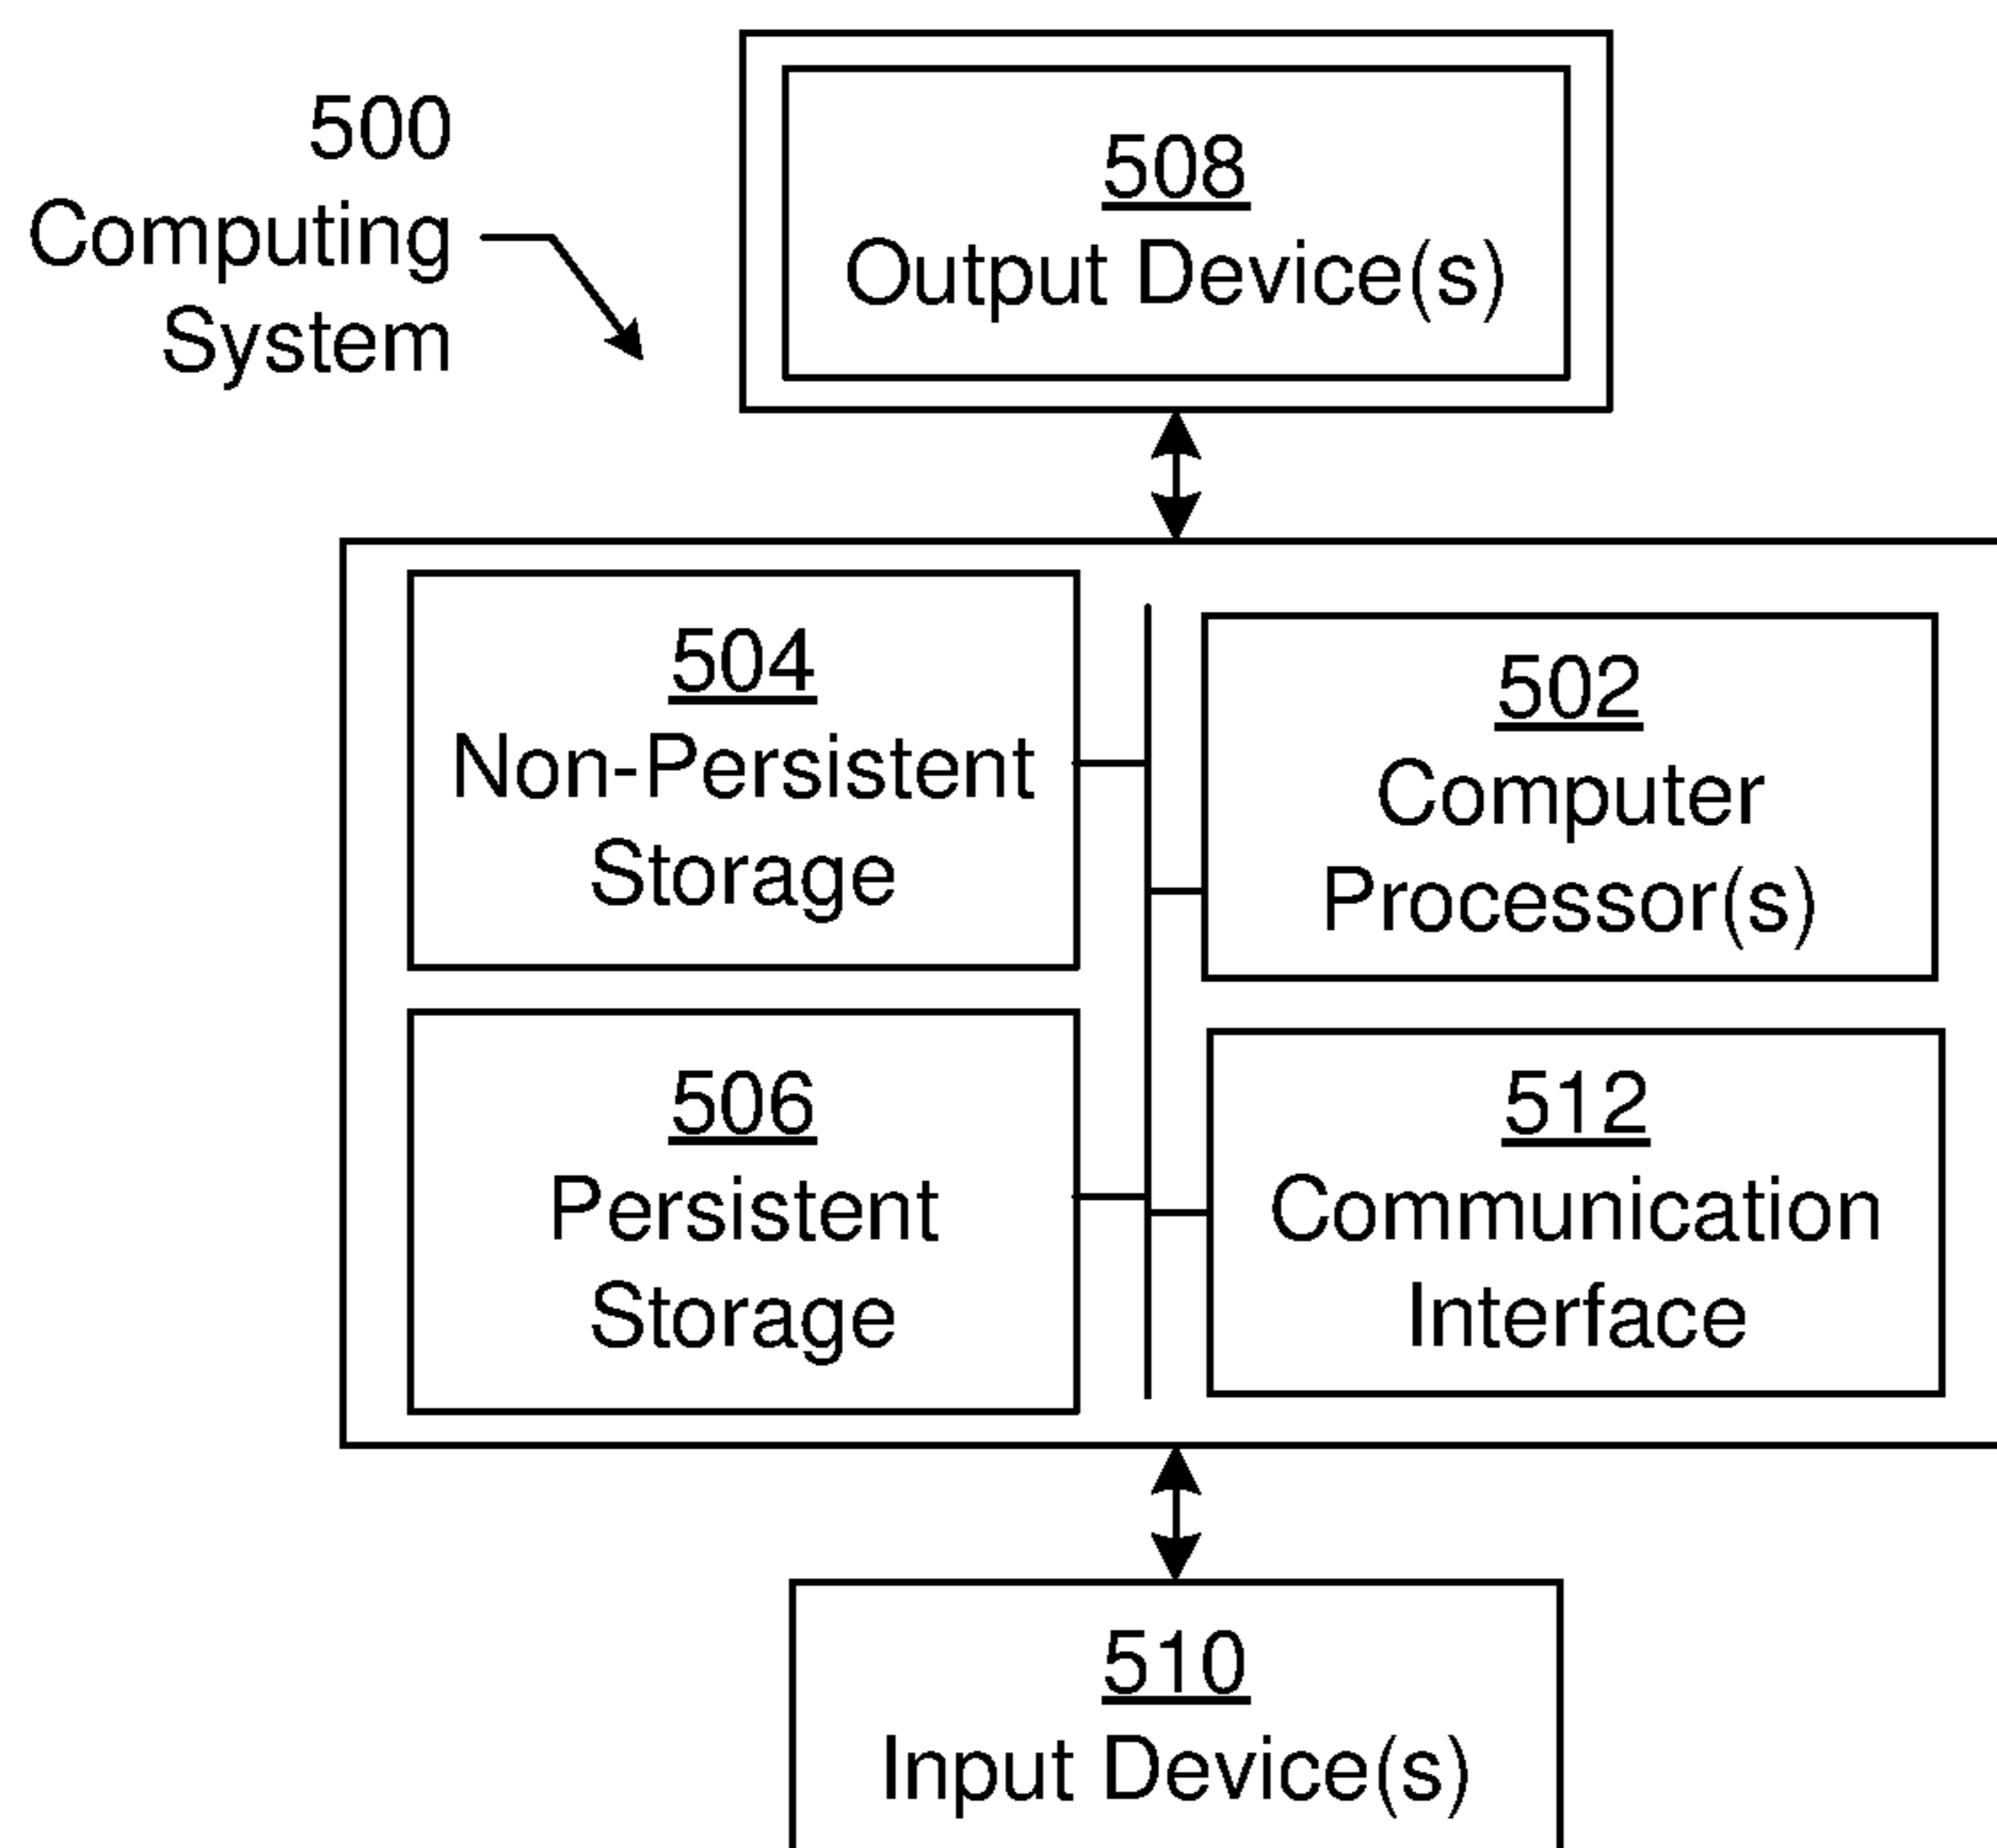 500
Computing
System
508
Output Device(s)
504
Non-Persistent
Storage
502
Computer
Processor(s)
506
Persistent
Storage
512
Communication
Interface
510
Input Device(s)